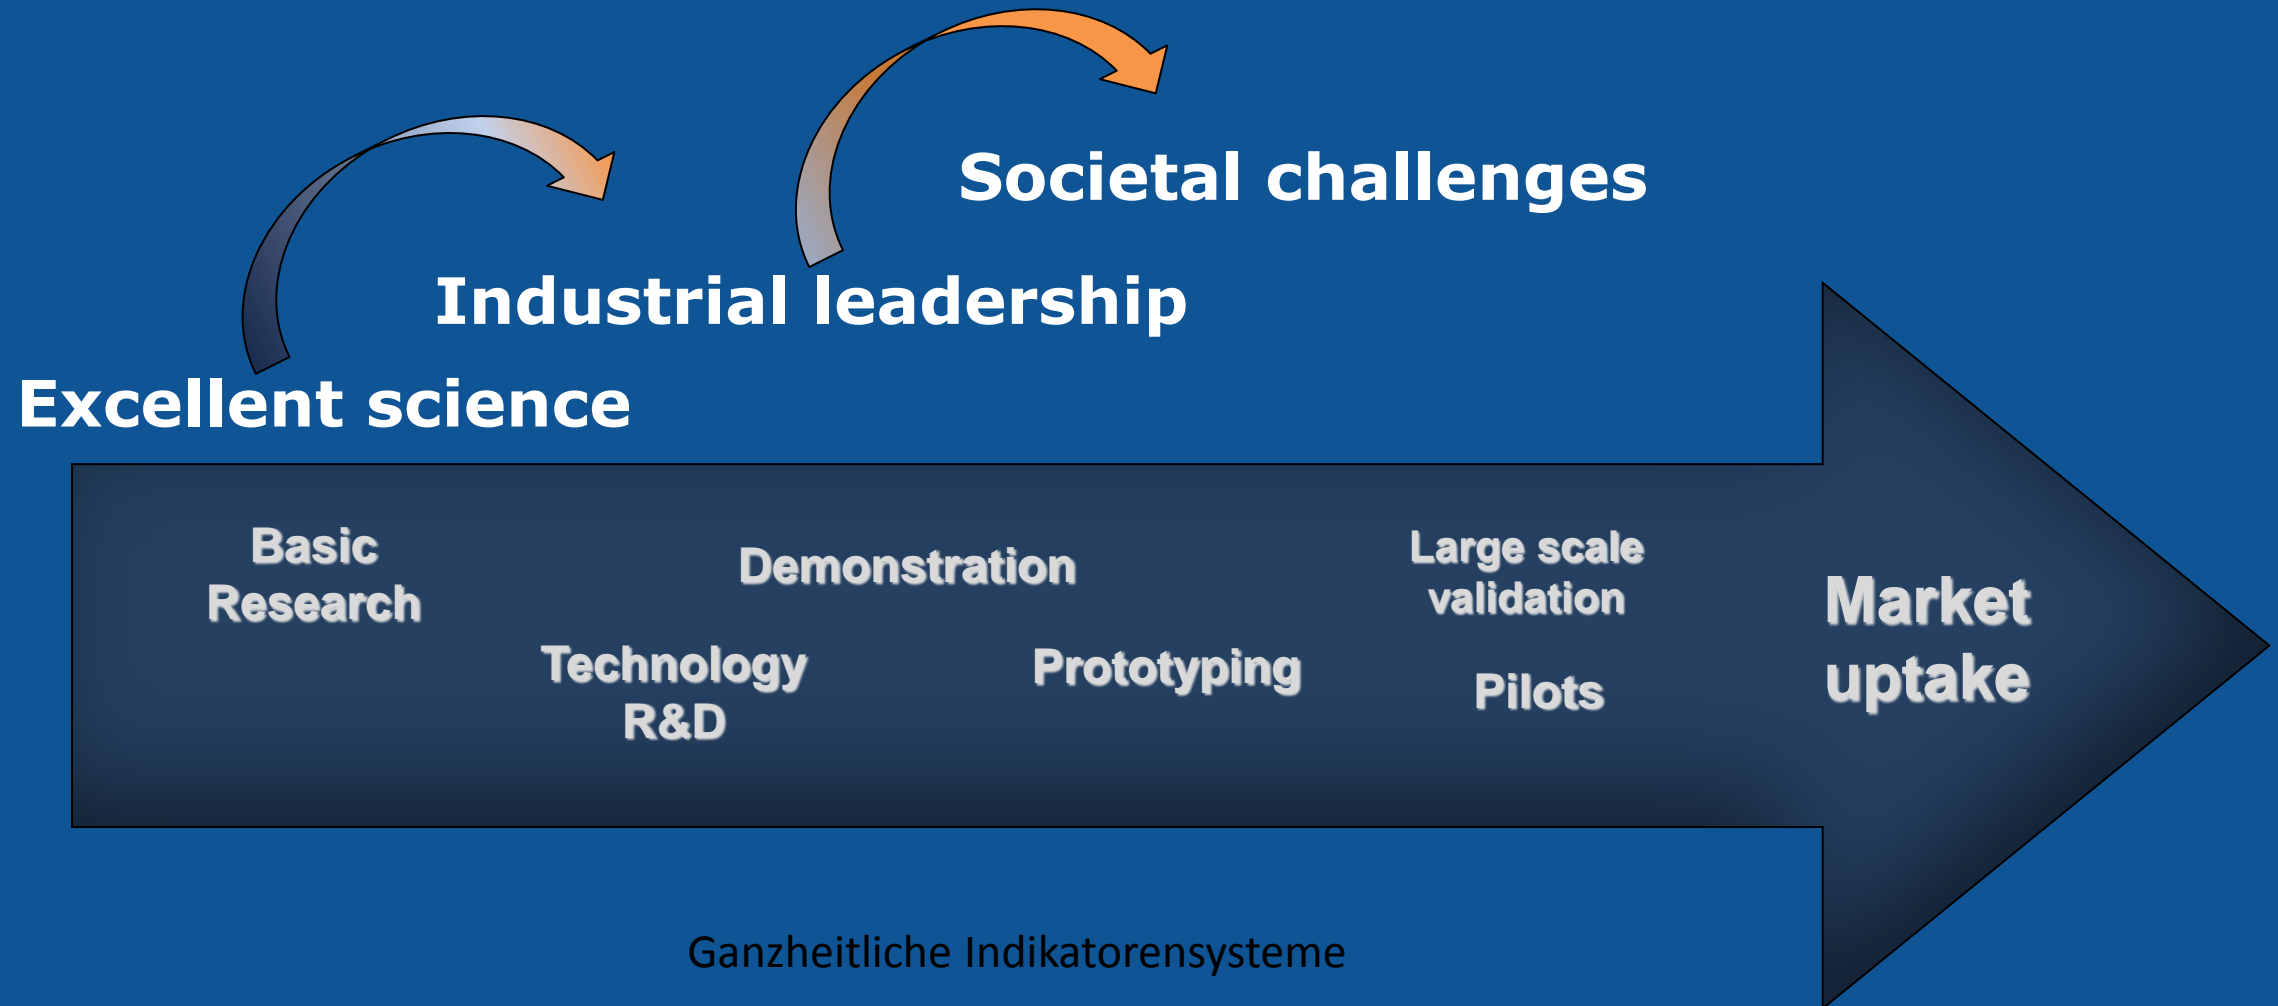 Societal challenges
Industrial leadership
Excellent science
Basic
Research
Technology
R&D
Demonstration
Prototyping
Large scale
validation
Pilots
Market
uptake
Ganzheitliche Indikatorensysteme